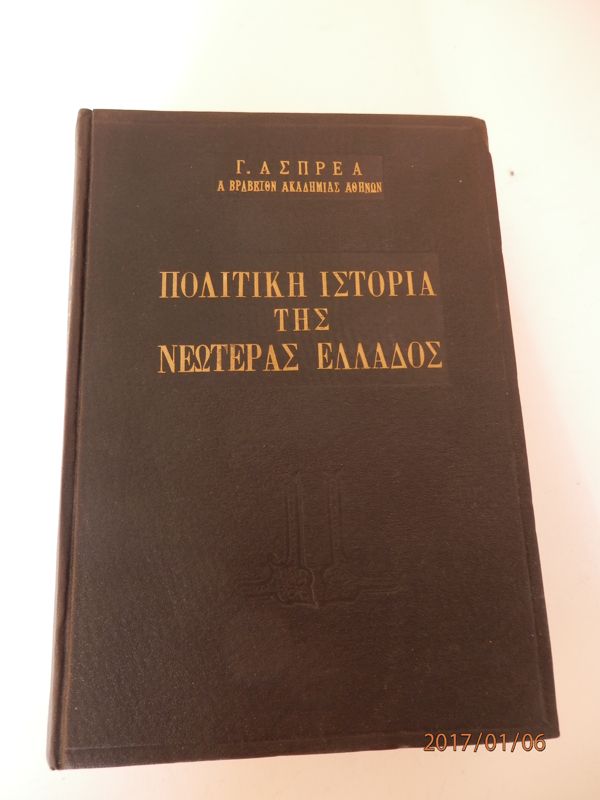 Γ. ΑΣΠΡΕΑ
Α ΒΡΑΒΕΙΟΝ ΑΚΑΔΗΜΙΑΣ ΑΘΗΝΩΝ
ΠΟΛΙΤΙΚΗ ΙΣΤΟΡΙΑ
ΤΗΣ
ΝΕΩΤΕΡΑΣ ΕΛΛΑΔΟΣ
2017/01/06